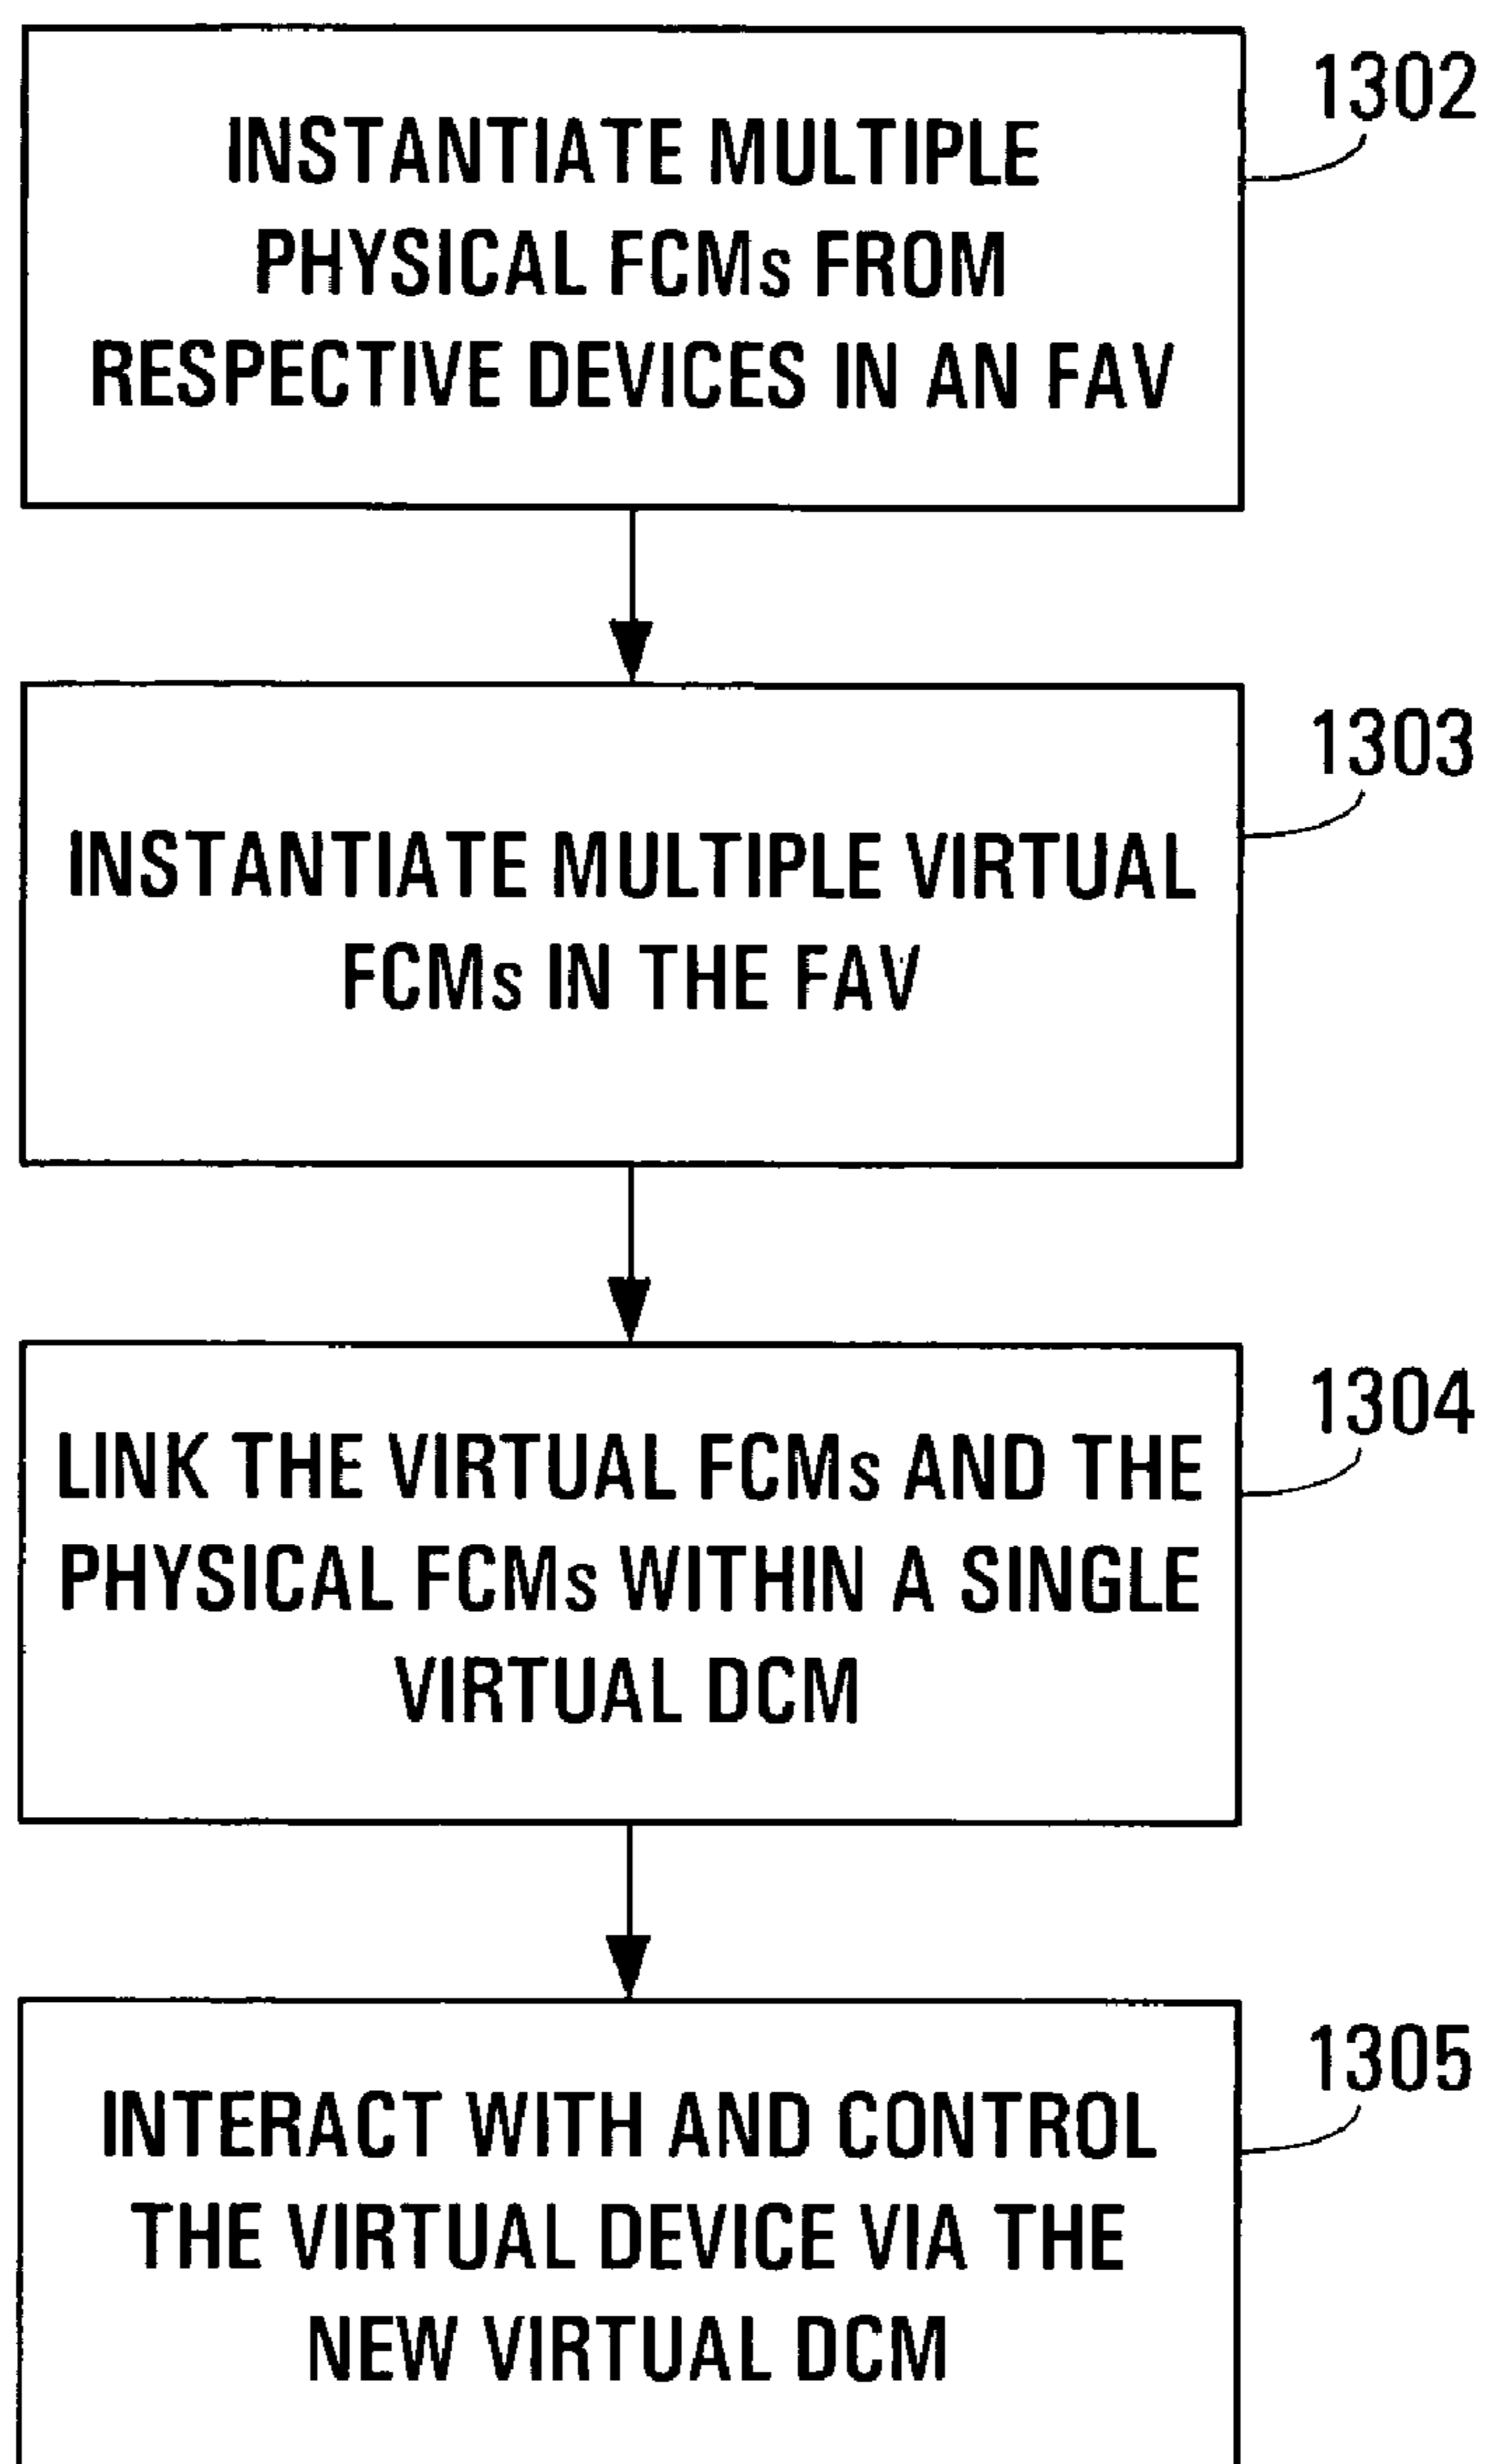 1302
INSTANTIATE MULTIPLE
PHYSICAL FCMs FROM
RESPECTIVE DEVICES IN AN FAV
1303
INSTANTIATE MULTIPLE VIRTUAL
FCMs IN THE FAV
1304
LINK THE VIRTUAL FCMs AND THE
PHYSICAL FCMs WITHIN A SINGLE
VIRTUAL DCM
1305
INTERACT WITH AND CONTROL
THE VIRTUAL DEVICE VIA THE
NEW VIRTUAL DCM